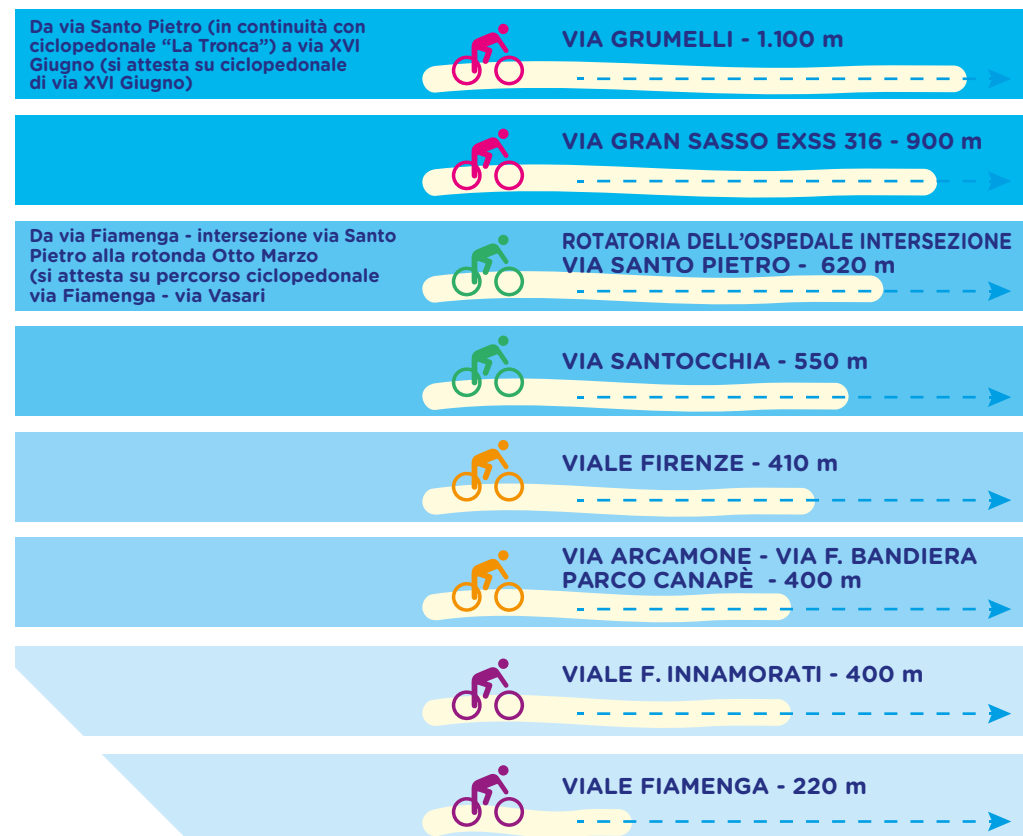 Da via Santo Pietro (in continuità con
ciclopedonale “La Tronca”) a via XVI
Giugno (si attesta su ciclopedonale
di via XVI Giugno)
VIA GRUMELLI - 1.100 m
VIA GRAN SASSO EXSS 316 - 900 m
Da via Fiamenga - intersezione via Santo
Pietro alla rotonda Otto Marzo
(si attesta su percorso ciclopedonale
via Fiamenga - via Vasari
ROTATORIA DELL’OSPEDALE INTERSEZIONE
VIA SANTO PIETRO - 620 m
VIA SANTOCCHIA - 550 m
VIALE FIRENZE - 410 m
VIA ARCAMONE - VIA F. BANDIERA
PARCO CANAPÈ - 400 m
VIALE F. INNAMORATI - 400 m
VIALE FIAMENGA - 220 m